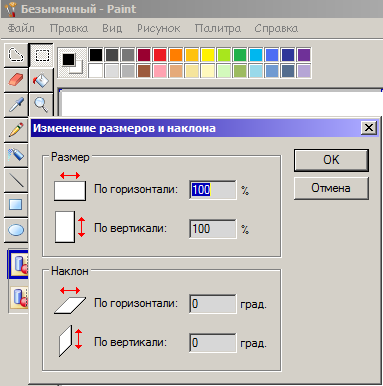 Безымянный - Paint
Файл Правка Вид Рисунок Палитра Справка
Изменение размеров и наклона
Размер
По горизонтали: 100 %
По вертикали: 100 %
OK
Отмена
Наклон
По горизонтали: 0 град.
По вертикали: 0 град.